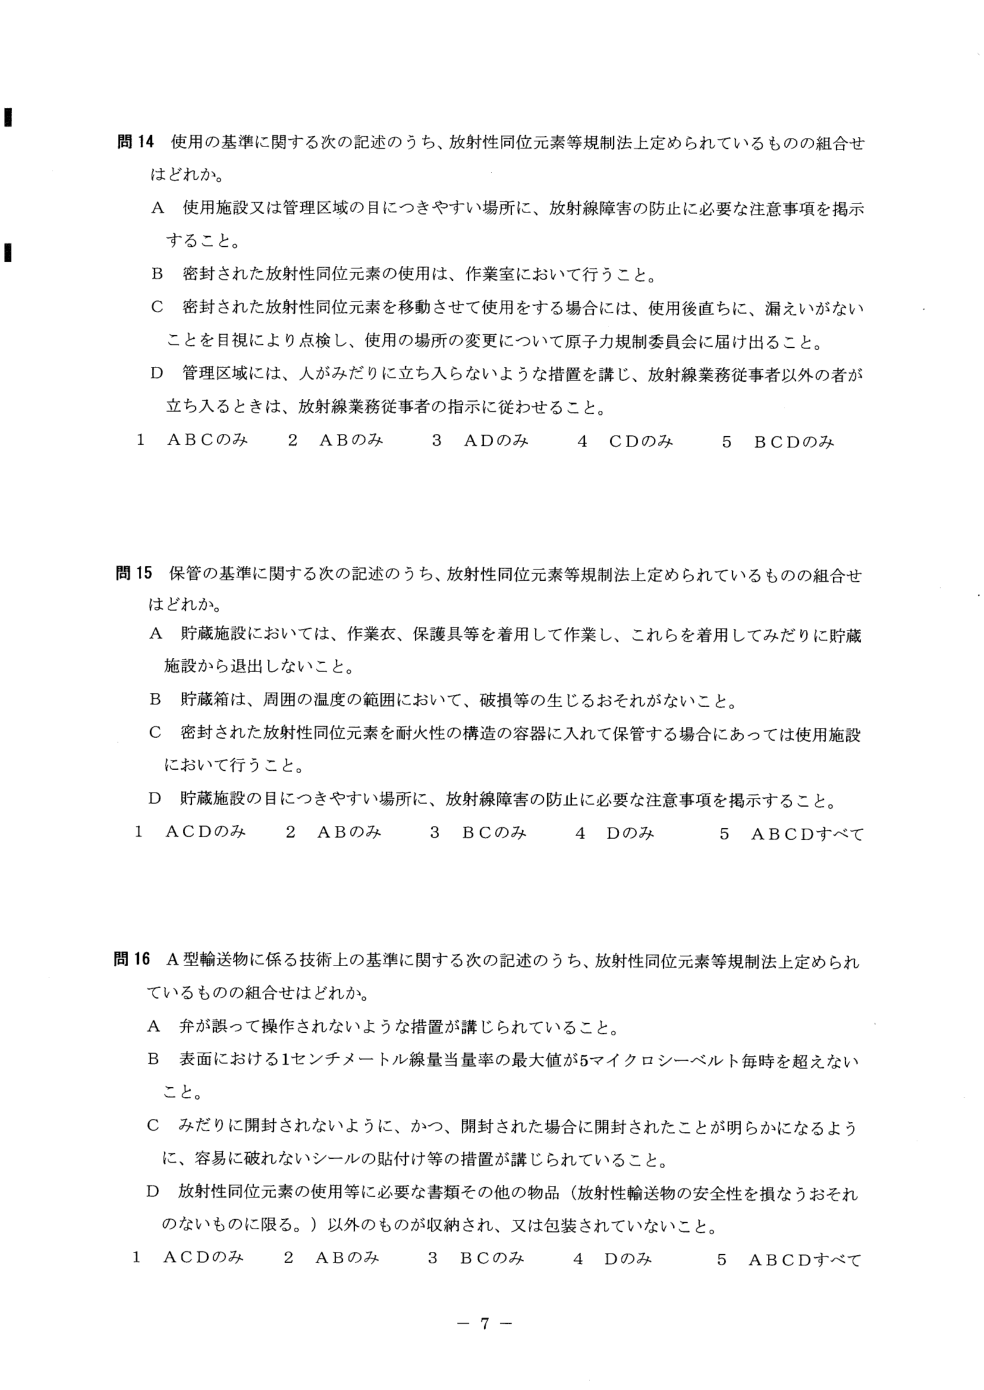 問14　使用の基準に関する次の記述のうち、放射性同位元素等規制法上定められているものの組合せ
はどれか。
A　使用施設又は管理区域の目につきやすい場所に、放射線障害の防止に必要な注意事項を掲示
すること。
B　密封された放射性同位元素の使用は、作業室において行うこと。
C　密封された放射性同位元素を移動させて使用をする場合には、使用後直ちに、漏えいがない
ことを目視により点検し、使用の場所の変更について原子力規制委員会に届け出ること。
D　管理区域には、人がみだりに立ち入らないような措置を講じ、放射線業務従事者以外の者が
立ち入るときは、放射線業務従事者の指示に従わせること。
1　ABCのみ　2　ABのみ　3　ADのみ　4　CDのみ　5　BCDのみ
問15　保管の基準に関する次の記述のうち、放射性同位元素等規制法上定められているものの組合せ
はどれか。
A　貯蔵施設においては、作業衣、保護具等を着用して作業し、これらを着用してみだりに貯蔵
施設から退出しないこと。
B　貯蔵箱は、周囲の温度の範囲において、破損等の生じるおそれがないこと。
C　密封された放射性同位元素を耐火性の構造の容器に入れて保管する場合にあっては使用施設
において行うこと。
D　貯蔵施設の目につきやすい場所に、放射線障害の防止に必要な注意事項を掲示すること。
1　ACDのみ　2　ABのみ　3　BCのみ　4　Dのみ　5　ABCDすべて
問16　A型輸送物に係る技術上の基準に関する次の記述のうち、放射性同位元素等規制法上定められ
ているものの組合せはどれか。
A　弁が誤って操作されないような措置が講じられていること。
B　表面における1センチメートル線量当量率の最大値が5マイクロシーベルト毎時を超えない
こと。
C　みだりに開封されないように、かつ、開封された場合に開封されたことが明らかになるよう
に、容易に破れないシールの貼付け等の措置が講じられていること。
D　放射性同位元素の使用等に必要な書類その他の物品（放射性輸送物の安全性を損なうおそれ
のないものに限る。）以外のものが収納され、又は包装されていないこと。
1　ACDのみ　2　ABのみ　3　BCのみ　4　Dのみ　5　ABCDすべて
－ 7 －